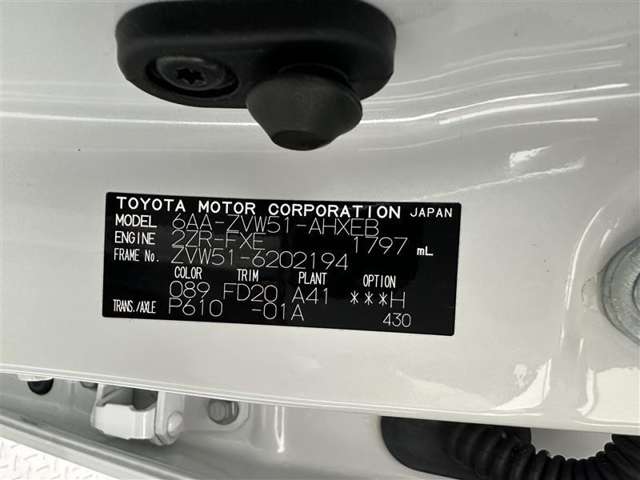 TOYOTA MOTOR CORPORATION JAPAN
MODEL 6AA-ZVW51-AHXEB
ENGINE 2ZR-FXE 1797 mL
FRAME No. ZVW51-6202194
COLOR TRIM PLANT OPTION
089 FD20 A41 ***H
TRANS./AXLE P610 -01A 430